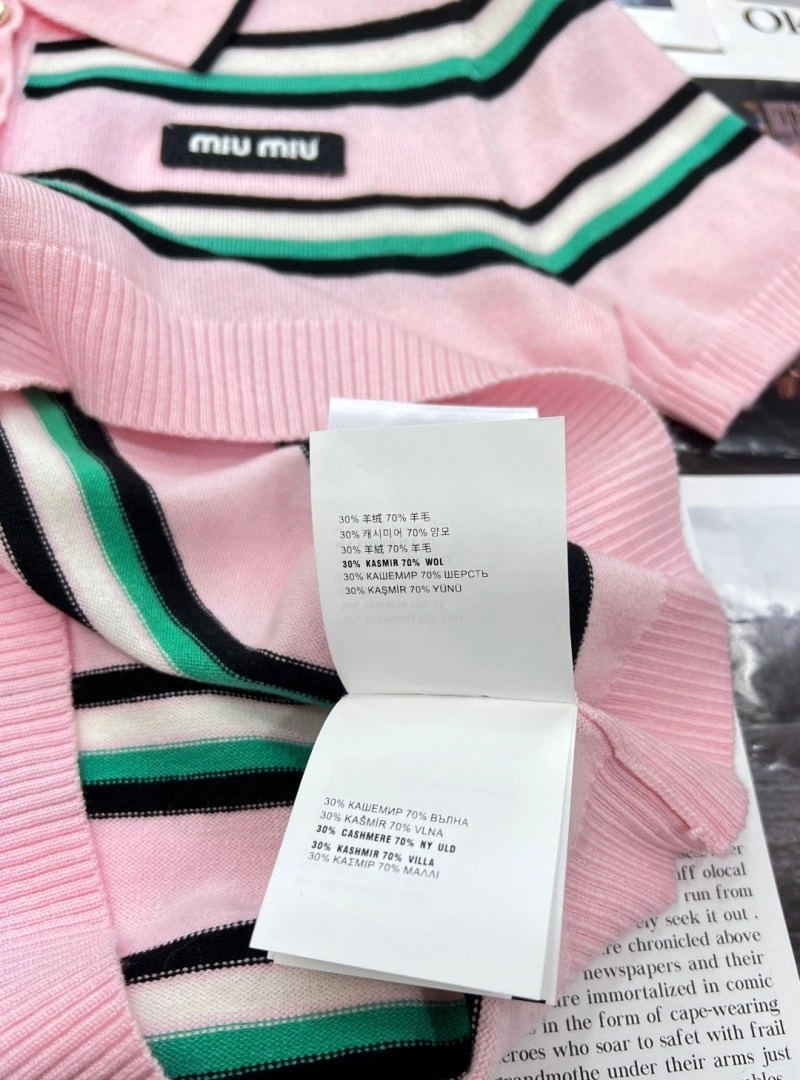 miu miu
30% 羊绒 70% 羊毛
30% 캐시미어 70% 양모
30% 羊絨 70% 羊毛
30% KASMIR 70% WOL
30% КАШЕМИР 70% ШЕРСТЬ
30% KAŞMİR 70% YÜNÜ
30% КАШЕМИР 70% ВЪЛНА
30% KAŠMÍR 70% VLNA
30% CASHMERE 70% NY ULD
30% KASHMIR 70% VILLA
30% ΚΑΣΜΙΡ 70% ΜΑΛΛΙ
olocal
run from
seek it out .
chronicled above
newspapers and their
are immortalized in comic
in the form of cape-wearing
heroes who soar to safet with frail
grandmothe under their arms just